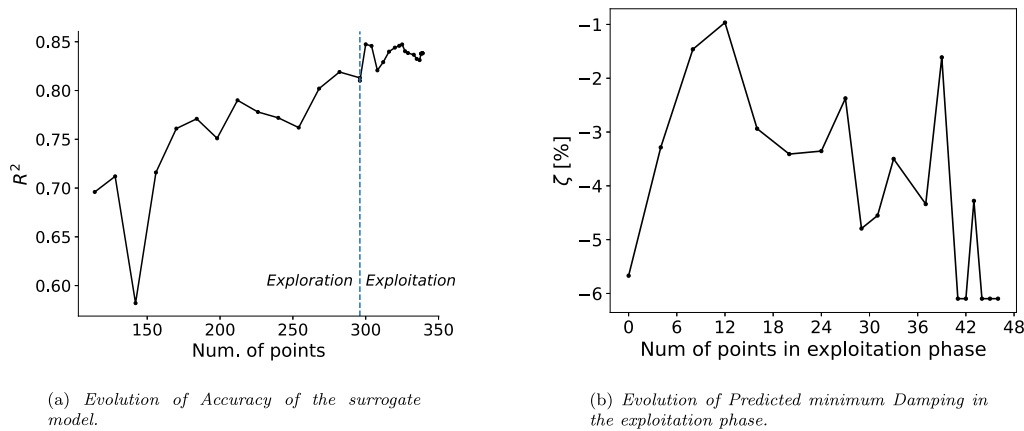 0.85
0.80
0.75
0.70
0.65
0.60
R²
Exploration
Exploitation
150
200
250
300
350
Num. of points
(a) Evolution of Accuracy of the surrogate
model.
−1
−2
−3
−4
−5
−6
ζ [%]
0
6
12
18
24
30
36
42
48
Num of points in exploitation phase
(b) Evolution of Predicted minimum Damping in
the exploitation phase.